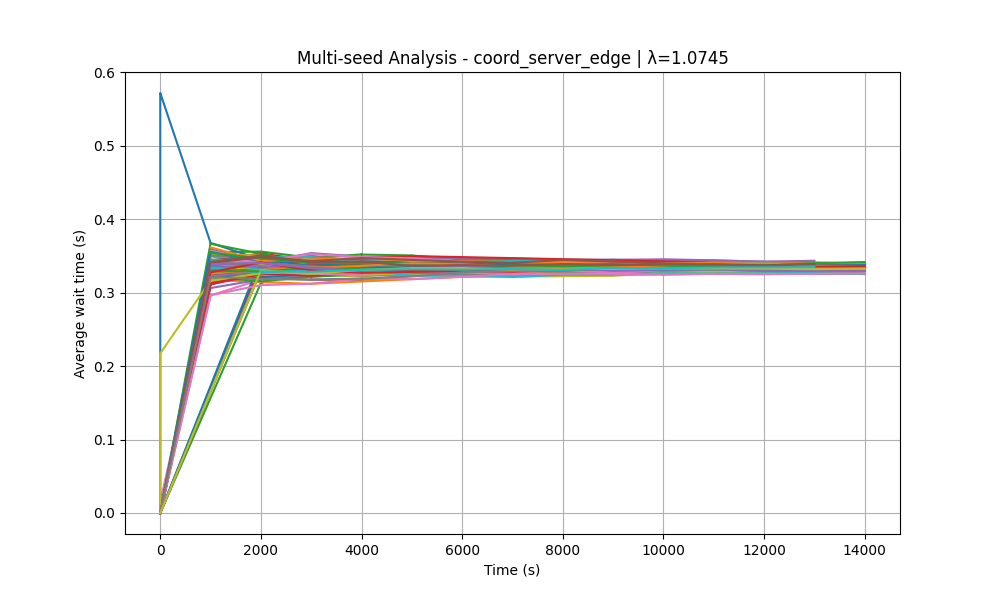 Multi-seed Analysis - coord_server_edge | λ=1.0745
0.6
0.5
0.4
0.3
0.2
0.1
0.0
Average wait time (s)
0 2000 4000 6000 8000 10000 12000 14000
Time (s)